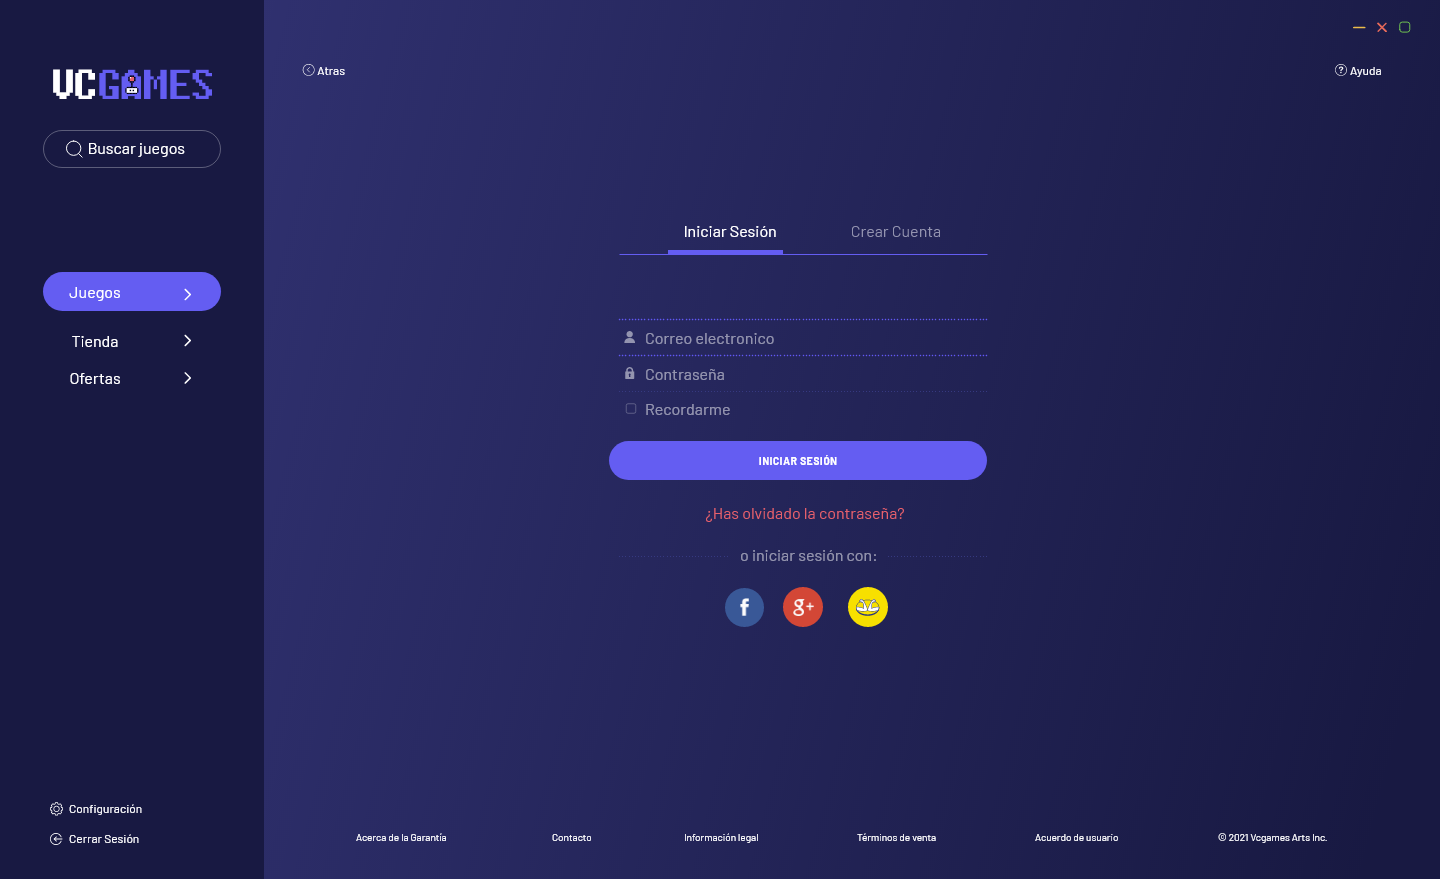 VCGAMES
Buscar juegos
Juegos
Tienda
Ofertas
Configuración
Cerrar Sesión
Atras
Ayuda
Iniciar Sesión
Crear Cuenta
Correo electronico
Contraseña
Recordarme
INICIAR SESIÓN
¿Has olvidado la contraseña?
o iniciar sesión con:
f
g+
Acerca de la Garantía
Contacto
Información legal
Términos de venta
Acuerdo de usuario
© 2021 Vcgames Arts Inc.